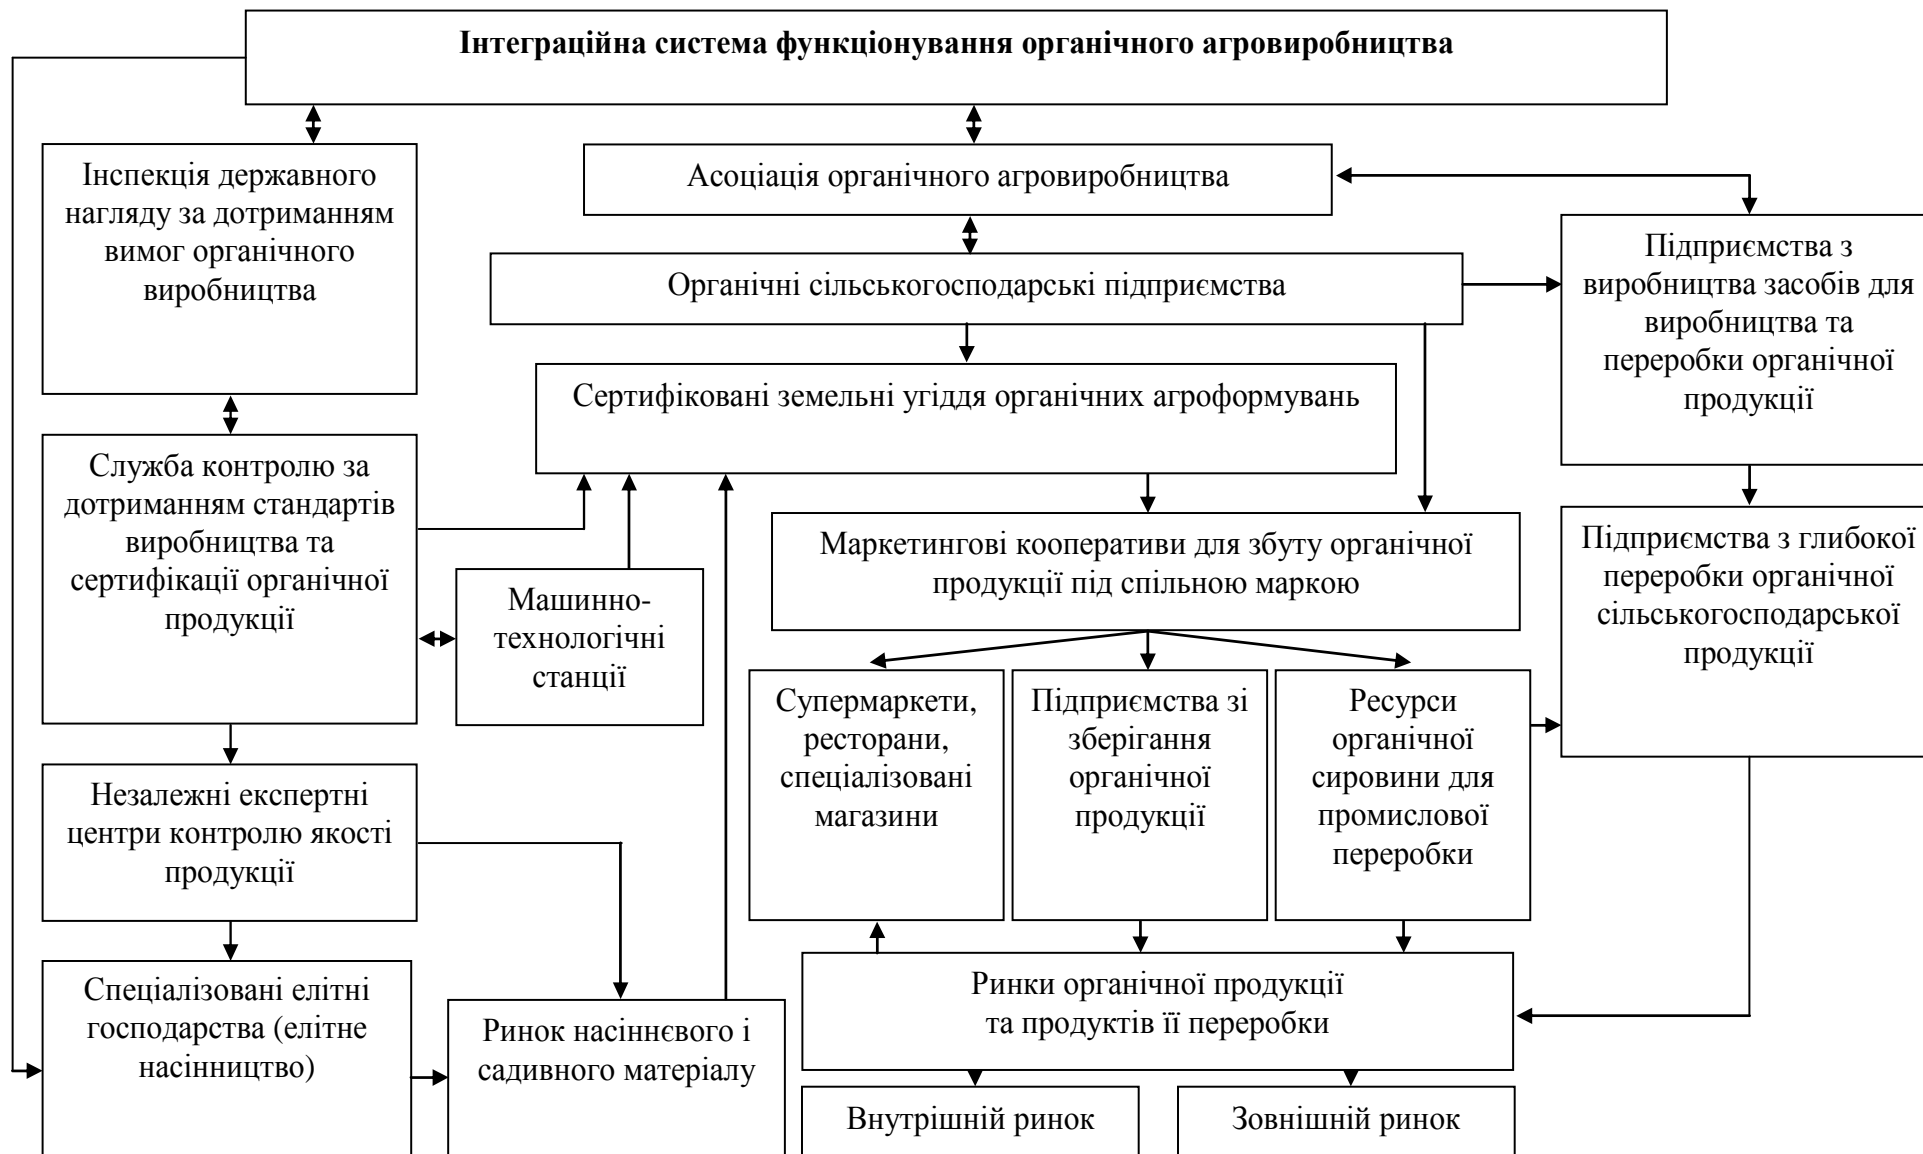 Інтеграційна система функціонування органічного агровиробництва
Інспекція державного
нагляду за дотриманням
вимог органічного
виробництва
Асоціація органічного агровиробництва
Органічні сільськогосподарські підприємства
Підприємства з
виробництва засобів для
виробництва та
переробки органічної
продукції
Сертифіковані земельні угіддя органічних агроформувань
Служба контролю за
дотриманням стандартів
виробництва та
сертифікації органічної
продукції
Машинно-
технологічні
станції
Маркетингові кооперативи для збуту органічної
продукції під спільною маркою
Підприємства з глибокої
переробки органічної
сільськогосподарської
продукції
Супермаркети,
ресторани,
спеціалізовані
магазини
Підприємства зі
зберігання
органічної
продукції
Ресурси
органічної
сировини для
промислової
переробки
Незалежні експертні
центри контролю якості
продукції
Спеціалізовані елітні
господарства (елітне
насінництво)
Ринок насіннєвого і
садивного матеріалу
Ринки органічної продукції
та продуктів її переробки
Внутрішній ринок
Зовнішній ринок